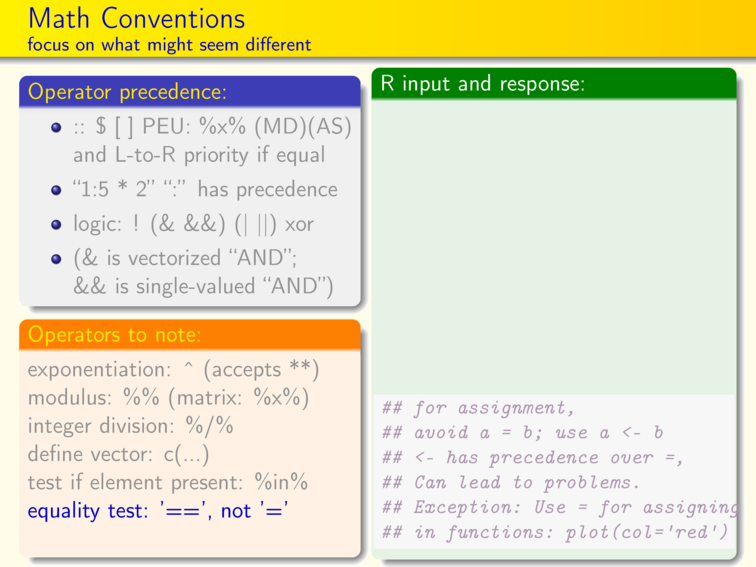 Math Conventions
focus on what might seem different
Operator precedence:
:: $ [ ] PEU: %x% (MD)(AS)
and L-to-R priority if equal
“1:5 * 2” “:” has precedence
logic: ! (& &&) (| ||) xor
(& is vectorized “AND”;
&& is single-valued “AND”)
Operators to note:
exponentiation: ^ (accepts **)
modulus: %% (matrix: %x%)
integer division: %/%
define vector: c(...)
test if element present: %in%
equality test: ’==’, not ’=’
R input and response:
## for assignment,
## avoid a = b; use a <- b
## <- has precedence over =,
## Can lead to problems.
## Exception: Use = for assigning
## in functions: plot(col='red')